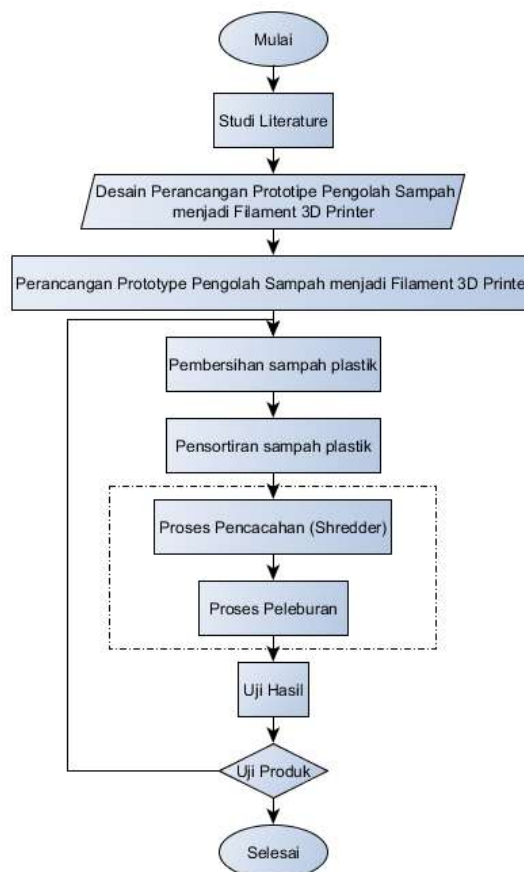 Mulai
Studi Literature
Desain Perancangan Prototipe Pengolah Sampah
menjadi Filament 3D Printer
Perancangan Prototype Pengolah Sampah menjadi Filament 3D Printe
Pembersihan sampah plastik
Pensortiran sampah plastik
Proses Pencacahan (Shredder)
Proses Peleburan
Uji Hasil
Uji Produk
Selesai